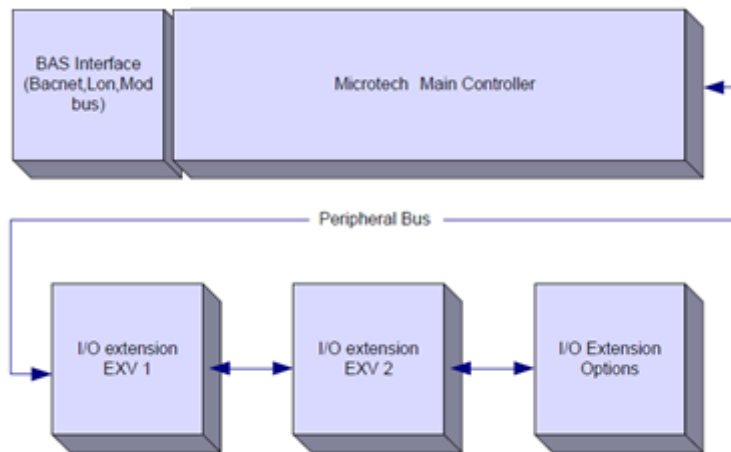 BAS Interface
(Bacnet,Lon,Mod
bus)
Microtech Main Controller
Peripheral Bus
I/O extension
EXV 1
I/O extension
EXV 2
I/O Extension
Options